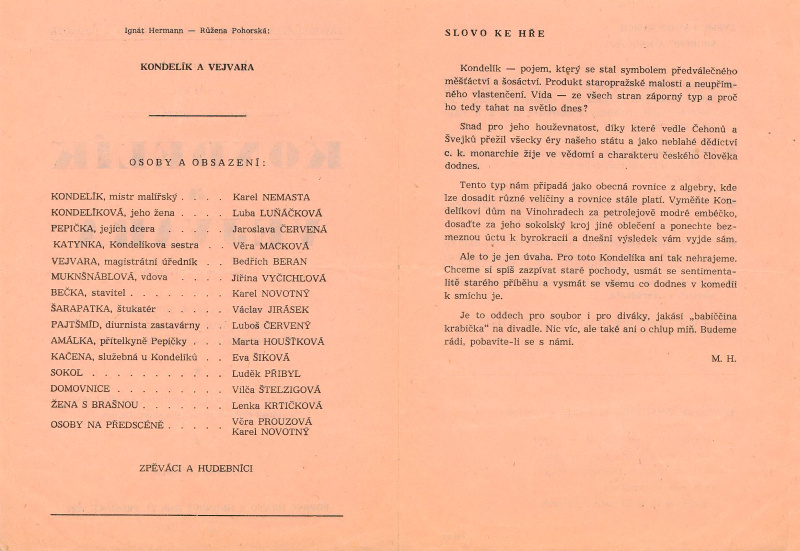 Ignát Hermann — Růžena Pohorská:
KONDELÍK A VEJVARA
OSOBY A OBSAZENÍ:
KONDELÍK, mistr malířský . . . . Karel NEMASTA
KONDELÍKOVÁ, jeho žena . . . . Luba LUŇÁČKOVÁ
PEPIČKA, jejich dcera . . . . . Jaroslava ČERVENÁ
KATYNKA, Kondelíkova sestra . . Věra MACKOVÁ
VEJVARA, magistrátní úředník . . Bedřich BERAN
MUKNŠNÁBLOVÁ, vdova . . . . Jiřina VYČICHLOVÁ
BEČKA, stavitel . . . . . . . . Karel NOVOTNÝ
ŠARAPATKA, štukatér . . . . . Václav JIRÁSEK
PAJTŠMÍD, diurnista zastavárny . . Luboš ČERVENÝ
AMÁLKA, přítelkyně Pepičky . . . Marta HOUŠŤKOVÁ
KAČENA, služebná u Kondelíků . . Eva ŠIKOVÁ
SOKOL . . . . . . . . . . . Luděk PŘIBYL
DOMOVNICE . . . . . . . . . Vilča ŠTELZIGOVÁ
ŽENA S BRAŠNOU . . . . . . . Lenka KRTIČKOVÁ
OSOBY NA PŘEDSCÉNĚ . . . . . Věra PROUZOVÁ
Karel NOVOTNÝ
ZPĚVÁCI A HUDEBNÍCI
SLOVO KE HŘE
Kondelík — pojem, který se stal symbolem předválečného
měšťáctví a šosáctví. Produkt staropražské malosti a neupřím-
ného vlastenčení. Vida — ze všech stran záporný typ a proč
ho tedy tahat na světlo dnes?
Snad pro jeho houževnatost, díky které vedle Čehonů a
Švejků přežil všecky éry našeho státu a jako neblahé dědictví
c. k. monarchie žije ve vědomí a charakteru českého člověka
dodnes.
Tento typ nám připadá jako obecná rovnice z algebry, kde
lze dosadit různé veličiny a rovnice stále platí. Vyměňte Kon-
delíkovi dům na Vinohradech za petrolejově modré embéčko,
dosaďte za jeho sokolský kroj jiné oblečení a ponechte bez-
meznou úctu k byrokracii a dnešní výsledek vám vyjde sám.
Ale to je jen úvaha. Pro toto Kondelíka ani tak nehrajeme.
Chceme si spíš zazpívat staré pochody, usmát se sentimenta-
litě starého příběhu a vysmát se všemu co dodnes v komedii
k smíchu je.
Je to oddech pro soubor i pro diváky, jakási „babiččina
krabička" na divadle. Nic víc, ale také ani o chlup míň. Budeme
rádi, pobavíte-li se s námi.
M. H.